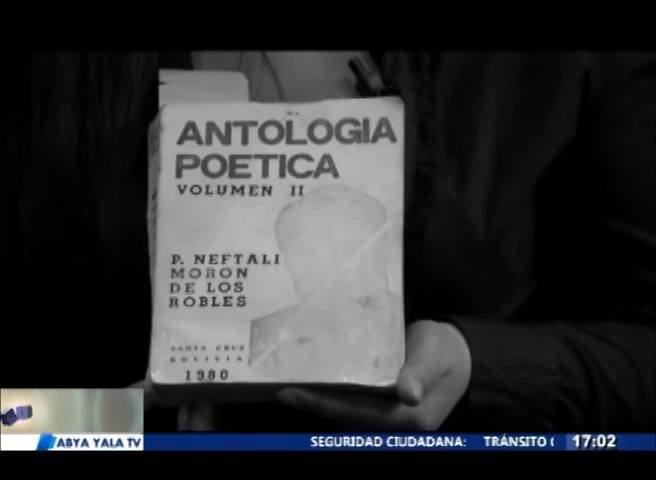 ANTOLOGIA
POETICA
VOLUMEN II
P. NEFTALI
MORON
DE LOS
ROBLES
SANTA CRUZ
BOLIVIA
1980
ABYA YALA TV
SEGURIDAD CIUDADANA: TRÁNSITO
17:02